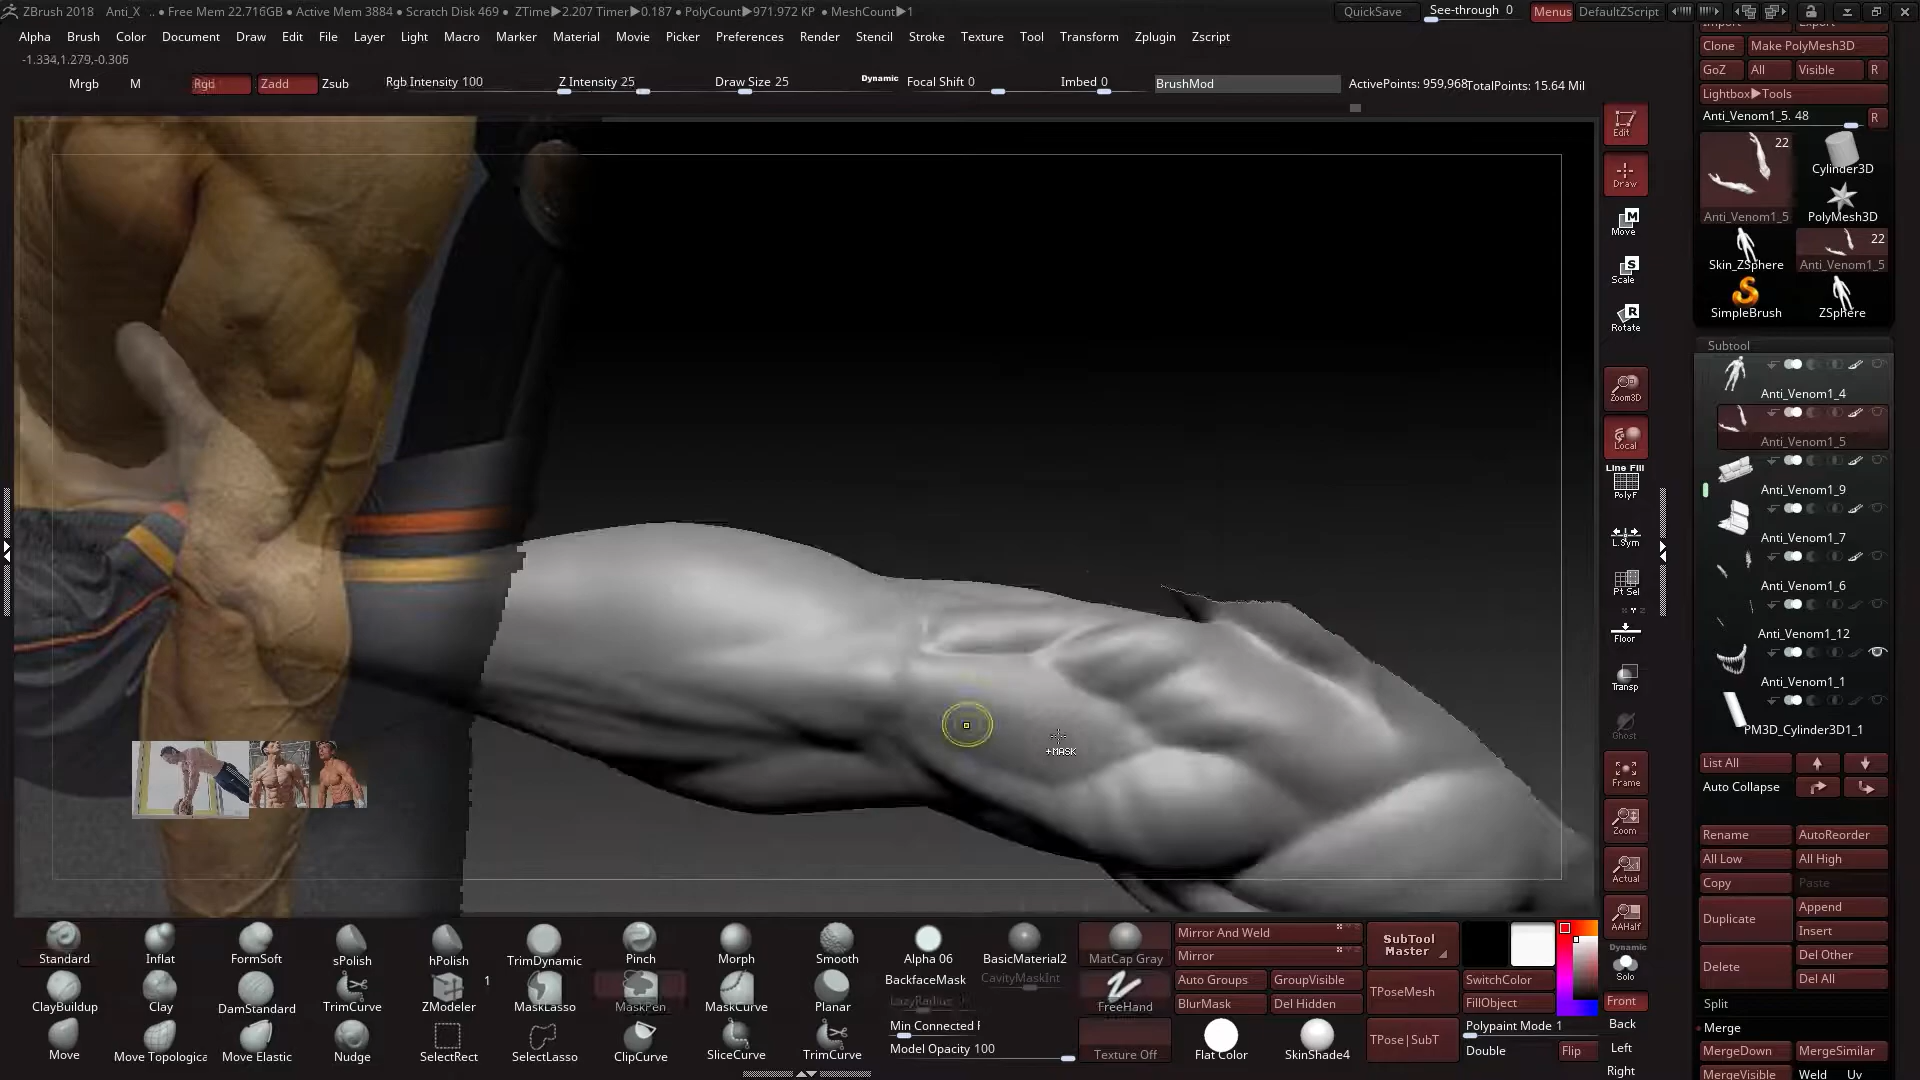 ZBrush 2018 Anti_X .. • Free Mem 22.716GB • Active Mem 3884 • Scratch Disk 469 • ZTime▶2.207 Timer▶0.187 • PolyCount▶971.972 KP • MeshCount▶1
QuickSave See-through 0 Menus DefaultZScript
Alpha Brush Color Document Draw Edit File Layer Light Macro Marker Material Movie Picker Preferences Render Stencil Stroke Texture Tool Transform Zplugin Zscript
-1.334,1.279,-0.306
Mrgb M Rgb Zadd Zsub Rgb Intensity 100 Z Intensity 25 Draw Size 25 Dynamic Focal Shift 0 Imbed 0 BrushMod ActivePoints: 959,968 TotalPoints: 15.64 Mil
+MASK
Edit
Draw
Move
Scale
Rotate
Zoom3D
Local
Line Fill
PolyF
L.Sym
Pt Sel
Floor
Transp
Ghost
Frame
Zoom
Actual
AAHalf
Dynamic
Solo
Front
Back
Left
Right
Import Export
Clone Make PolyMesh3D
GoZ All Visible R
Lightbox▶Tools
Anti_Venom1_5. 48 R
22
Cylinder3D
Anti_Venom1_5 PolyMesh3D
22
Skin_ZSphere Anti_Venom1_5
SimpleBrush ZSphere
Subtool
Anti_Venom1_4
Anti_Venom1_5
Anti_Venom1_9
Anti_Venom1_7
Anti_Venom1_6
Anti_Venom1_12
Anti_Venom1_1
PM3D_Cylinder3D1_1
List All
Auto Collapse
Rename AutoReorder
All Low All High
Copy Paste
Duplicate Append
Insert
Delete Del Other
Del All
Split
Merge
MergeDown MergeSimilar
MergeVisible Weld Uv
Standard Inflat FormSoft sPolish hPolish TrimDynamic Pinch Morph Smooth Alpha 06 BasicMaterial2 MatCap Gray
ClayBuildup Clay DamStandard TrimCurve ZModeler 1 MaskLasso MaskPen MaskCurve Planar BackfaceMask CavityMaskInt LazyRadius FreeHand
Move Move Topologica Move Elastic Nudge SelectRect SelectLasso ClipCurve SliceCurve TrimCurve Min Connected P
Model Opacity 100 Texture Off
Mirror And Weld
Mirror
Auto Groups GroupVisible
BlurMask Del Hidden
Flat Color SkinShade4
SubTool
Master
TPoseMesh
TPose|SubT
SwitchColor
FillObject
Polypaint Mode 1
Double Flip